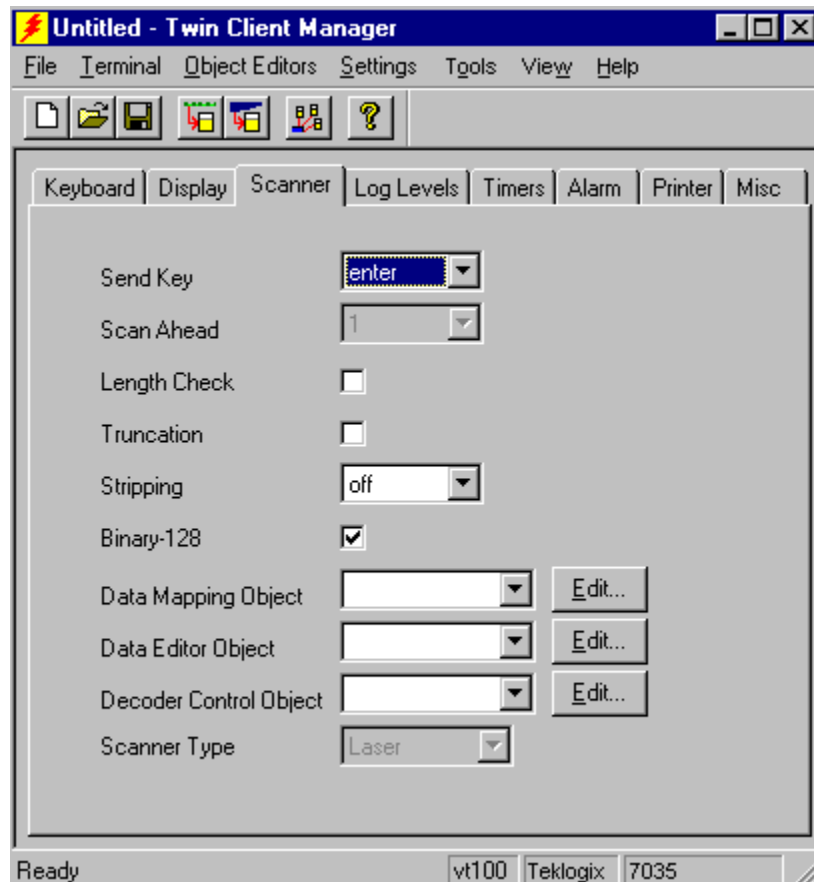 Untitled - Twin Client Manager
File Terminal Object Editors Settings Tools View Help
Keyboard Display Scanner Log Levels Timers Alarm Printer Misc
Send Key enter
Scan Ahead 1
Length Check
Truncation
Stripping off
Binary-128
Data Mapping Object Edit...
Data Editor Object Edit...
Decoder Control Object Edit...
Scanner Type Laser
Ready vt100 Teklogix 7035